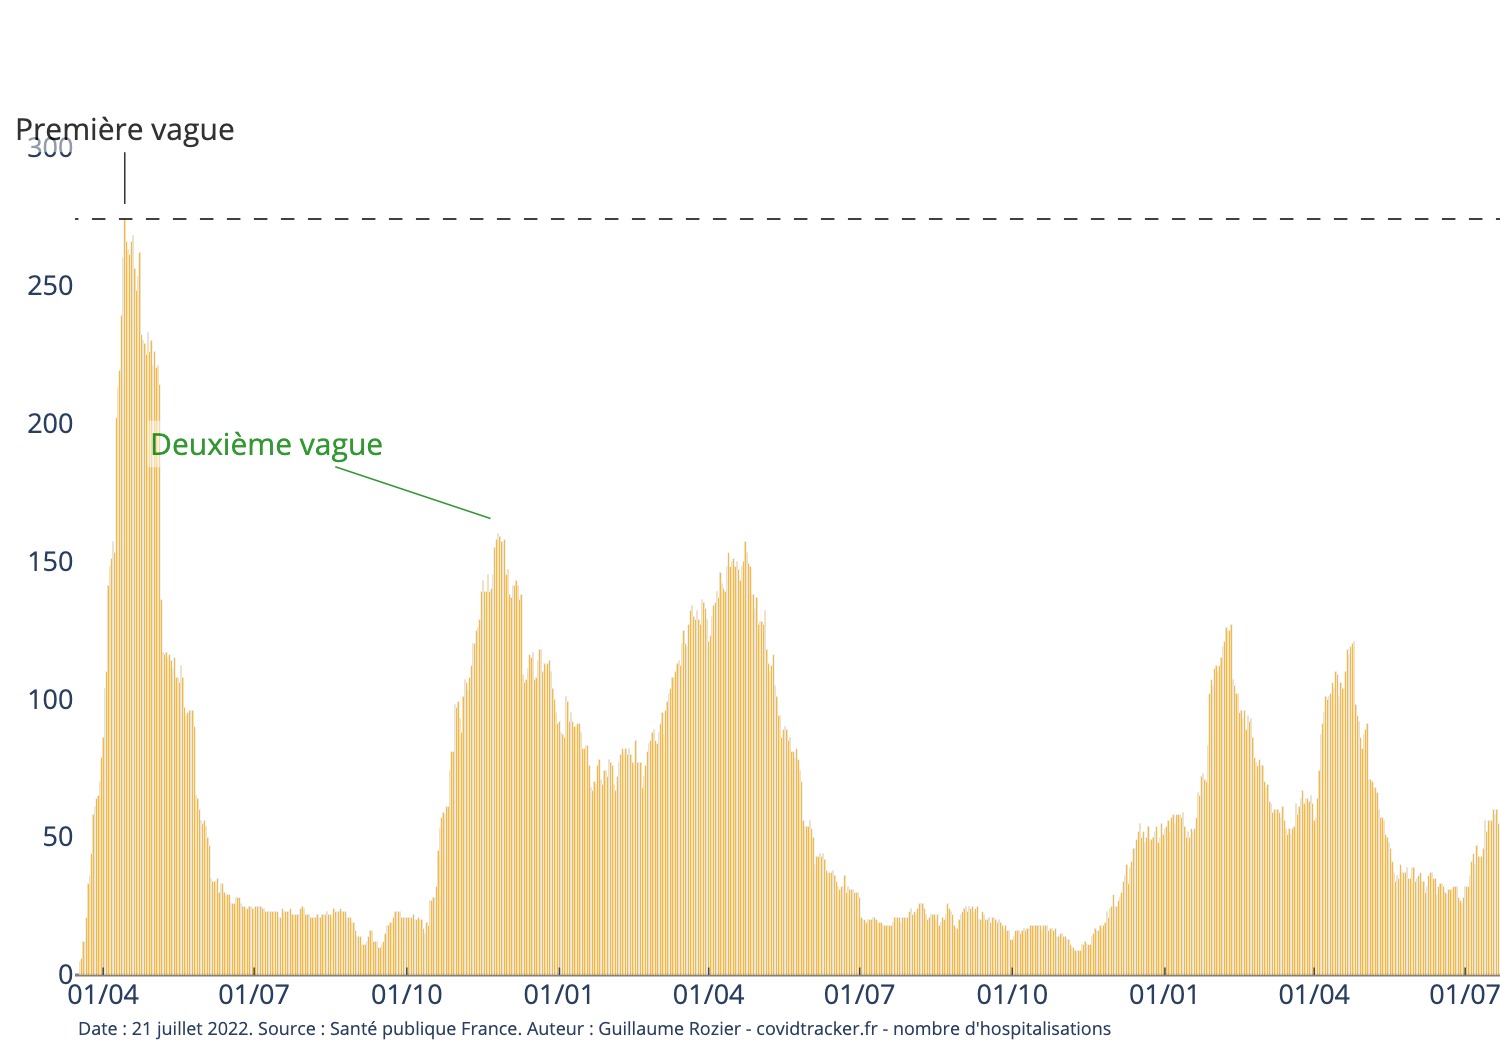 Première vague
300
250
200
Deuxième vague
150
100
50
0
01/04 01/07 01/10 01/01 01/04 01/07 01/10 01/01 01/04 01/07
Date : 21 juillet 2022. Source : Santé publique France. Auteur : Guillaume Rozier - covidtracker.fr - nombre d'hospitalisations